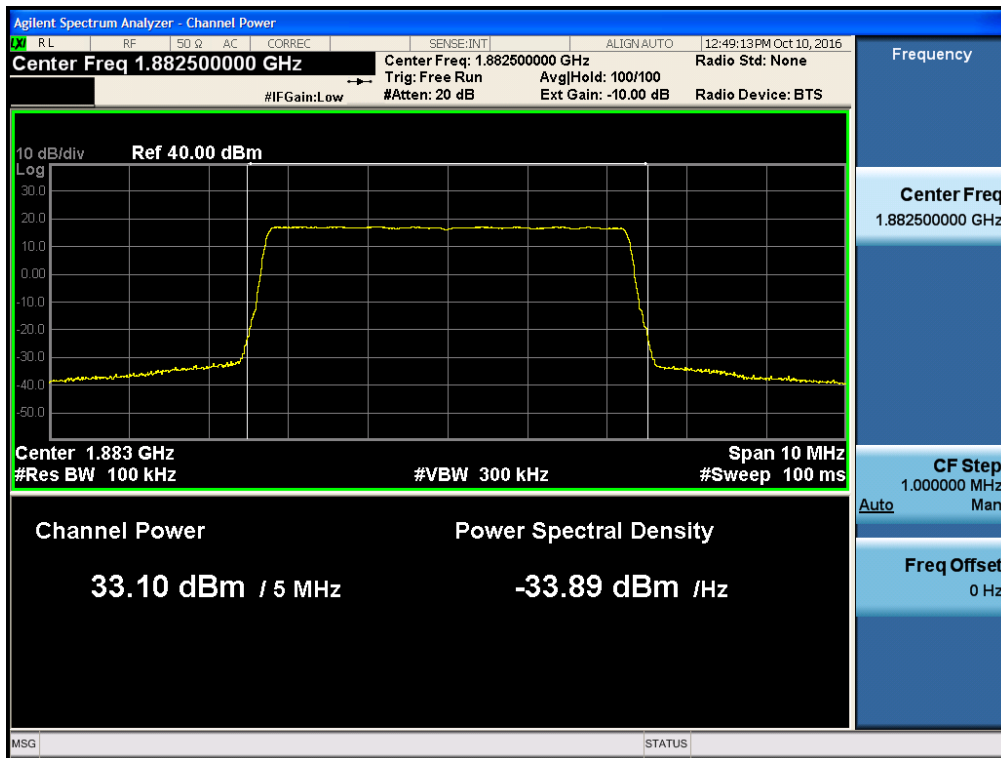 Agilent Spectrum Analyzer - Channel Power
LXI RL RF 50 Ω AC CORREC SENSE:INT ALIGN AUTO 12:49:13 PM Oct 10, 2016
Center Freq 1.882500000 GHz
Center Freq: 1.882500000 GHz Radio Std: None
Trig: Free Run Avg|Hold: 100/100
#IFGain:Low #Atten: 20 dB Ext Gain: -10.00 dB Radio Device: BTS
10 dB/div Ref 40.00 dBm
Log
30.0
20.0
10.0
0.00
-10.0
-20.0
-30.0
-40.0
-50.0
Center 1.883 GHz Span 10 MHz
#Res BW 100 kHz #VBW 300 kHz #Sweep 100 ms
Channel Power Power Spectral Density
33.10 dBm / 5 MHz -33.89 dBm /Hz
MSG STATUS
Frequency
Center Freq
1.882500000 GHz
CF Step
1.000000 MHz
Auto Man
Freq Offset
0 Hz